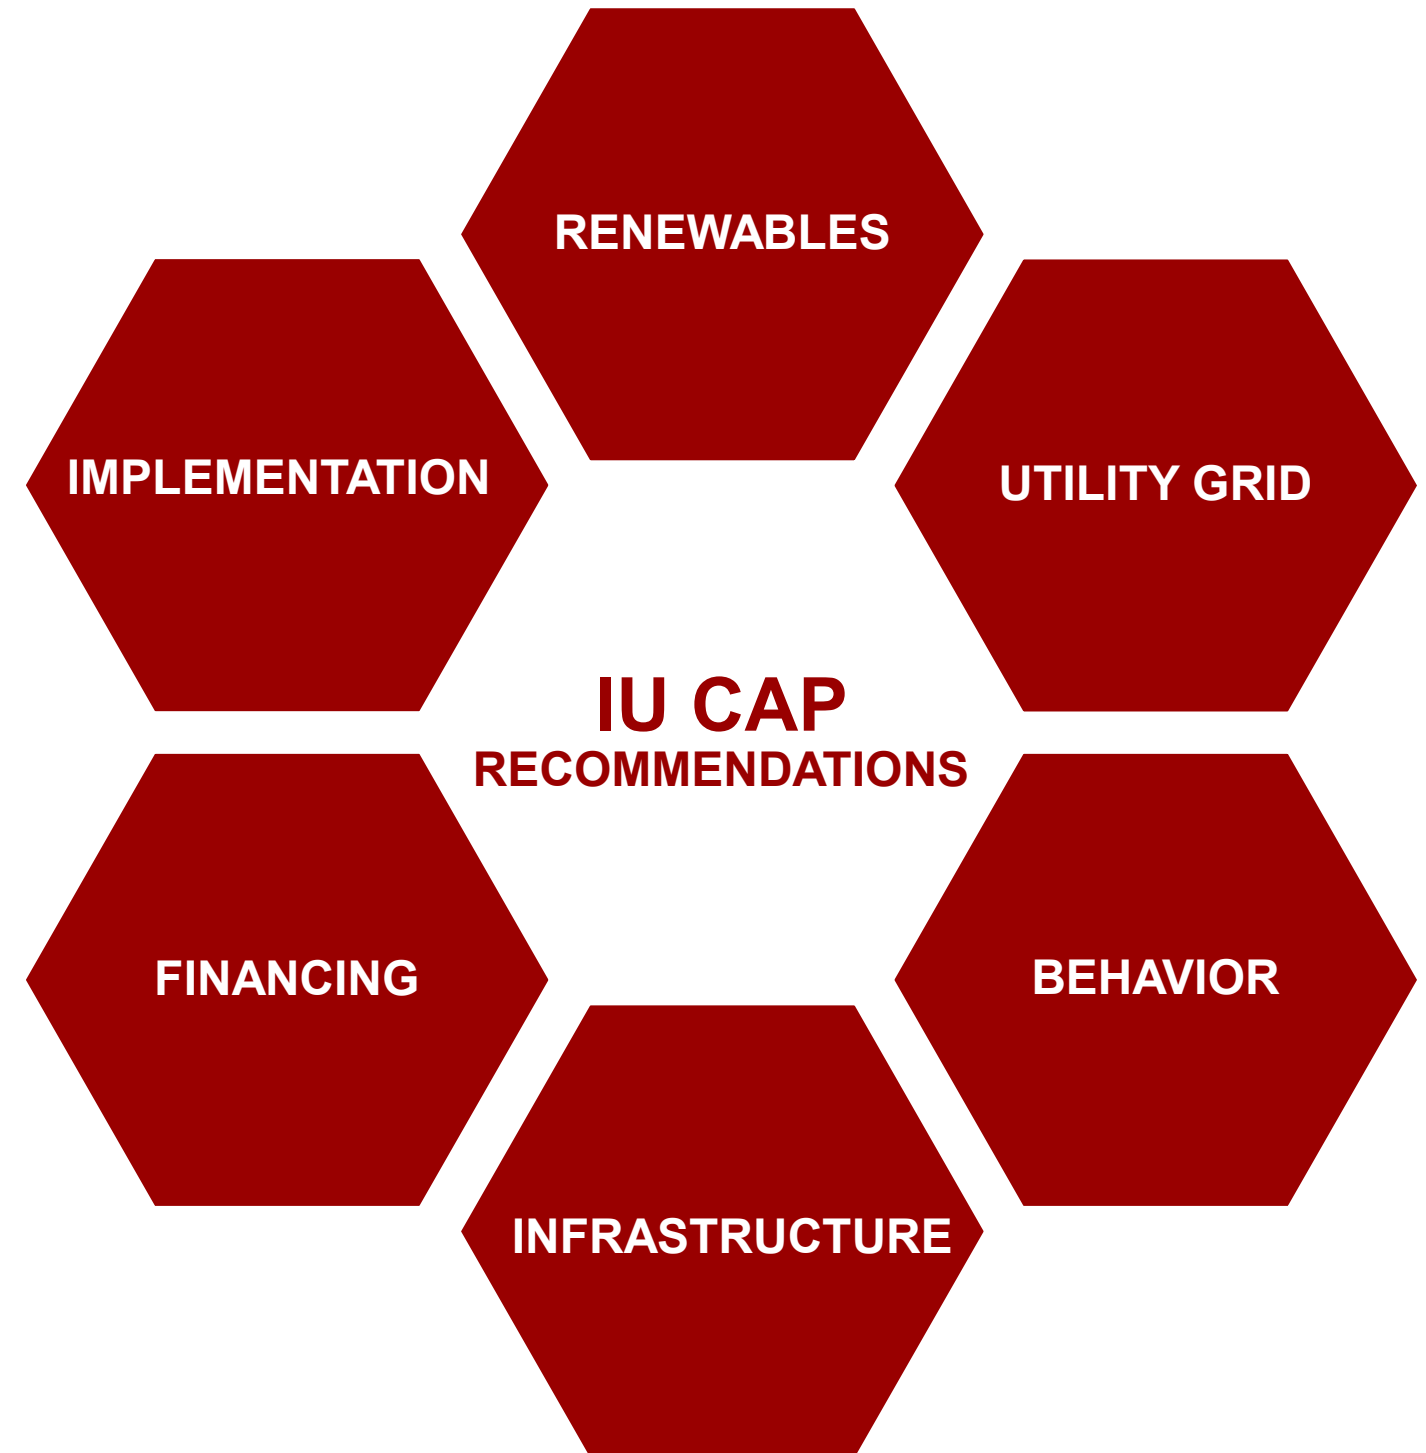 RENEWABLES
IMPLEMENTATION
UTILITY GRID
IU CAP
RECOMMENDATIONS
FINANCING
BEHAVIOR
INFRASTRUCTURE